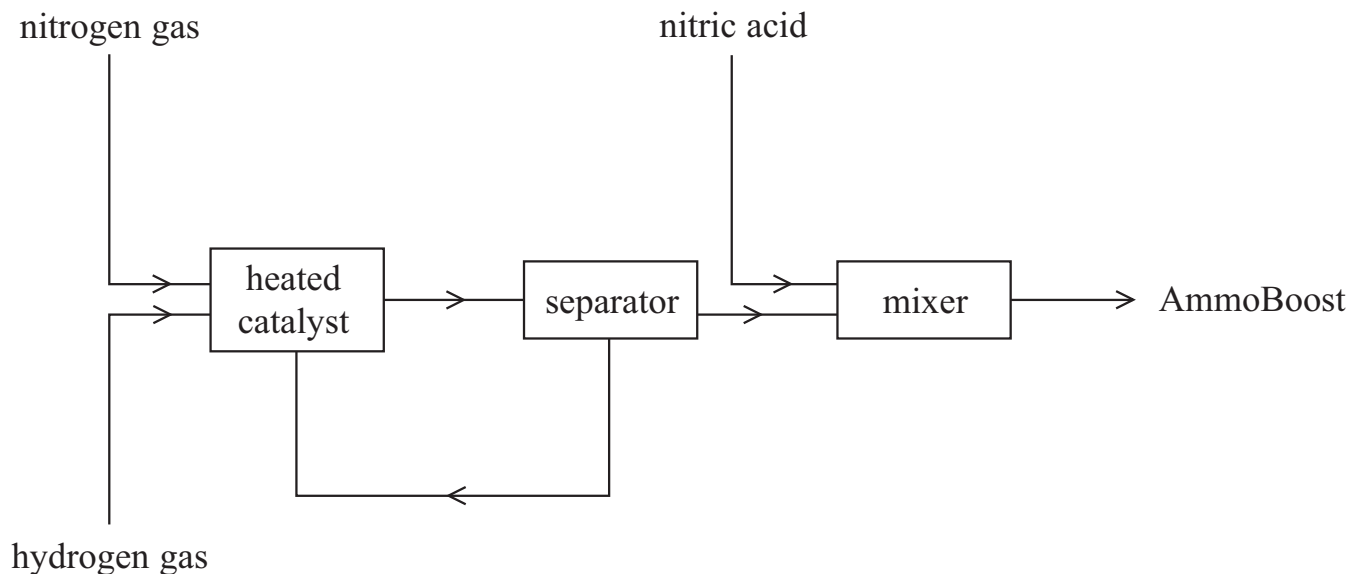 nitrogen gas
nitric acid
heated
catalyst
separator
mixer
AmmoBoost
hydrogen gas